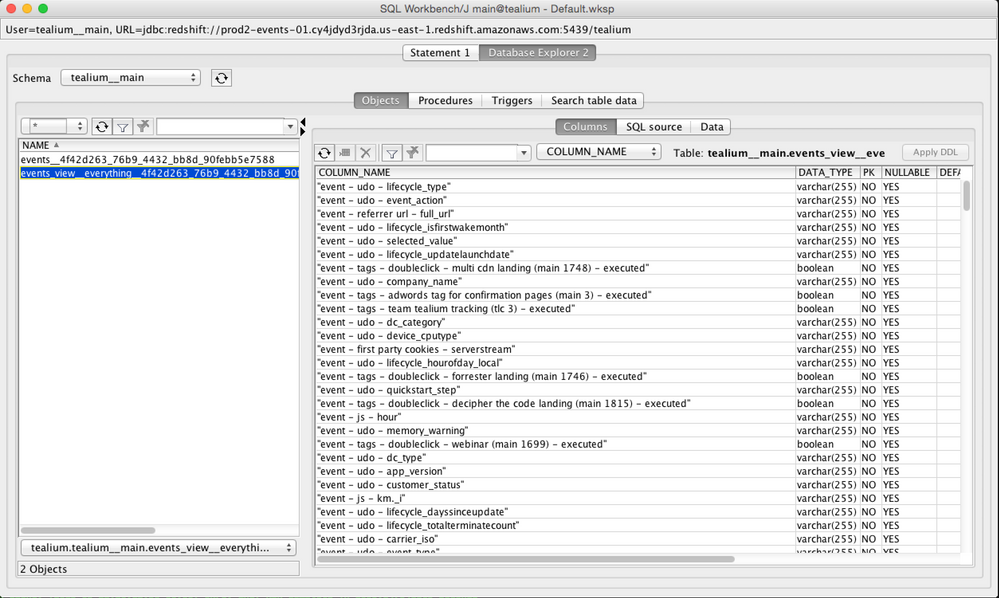 SQL Workbench/J main@tealium - Default.wksp
User=tealium__main, URL=jdbc:redshift://prod2-events-01.cy4jdyd3rjda.us-east-1.redshift.amazonaws.com:5439/tealium
Statement 1 Database Explorer 2
Schema tealium__main
Objects Procedures Triggers Search table data
*
NAME
events__4f42d263_76b9_4432_bb8d_90febb5e7588
events_view__everything__4f42d263_76b9_4432_bb8d_90f
tealium.tealium__main.events_view__everythi...
2 Objects
Columns SQL source Data
COLUMN_NAME Table: tealium__main.events_view__eve Apply DDL
COLUMN_NAME DATA_TYPE PK NULLABLE DEFA
"event - udo - lifecycle_type" varchar(255) NO YES
"event - udo - event_action" varchar(255) NO YES
"event - referrer url - full_url" varchar(255) NO YES
"event - udo - lifecycle_isfirstwakemonth" varchar(255) NO YES
"event - udo - selected_value" varchar(255) NO YES
"event - udo - lifecycle_updatelaunchdate" varchar(255) NO YES
"event - tags - doubleclick - multi cdn landing (main 1748) - executed" boolean NO YES
"event - udo - company_name" varchar(255) NO YES
"event - tags - adwords tag for confirmation pages (main 3) - executed" boolean NO YES
"event - tags - team tealium tracking (tlc 3) - executed" boolean NO YES
"event - udo - dc_category" varchar(255) NO YES
"event - udo - device_cputype" varchar(255) NO YES
"event - first party cookies - serverstream" varchar(255) NO YES
"event - udo - lifecycle_hourofday_local" varchar(255) NO YES
"event - tags - doubleclick - forrester landing (main 1746) - executed" boolean NO YES
"event - udo - quickstart_step" varchar(255) NO YES
"event - tags - doubleclick - decipher the code landing (main 1815) - executed" boolean NO YES
"event - js - hour" varchar(255) NO YES
"event - udo - memory_warning" varchar(255) NO YES
"event - tags - doubleclick - webinar (main 1699) - executed" boolean NO YES
"event - udo - dc_type" varchar(255) NO YES
"event - udo - app_version" varchar(255) NO YES
"event - udo - customer_status" varchar(255) NO YES
"event - js - km._i" varchar(255) NO YES
"event - udo - lifecycle_dayssinceupdate" varchar(255) NO YES
"event - udo - lifecycle_totalterminatecount" varchar(255) NO YES
"event - udo - carrier_iso" varchar(255) NO YES
"event - udo - event_type" varchar(255) NO YES